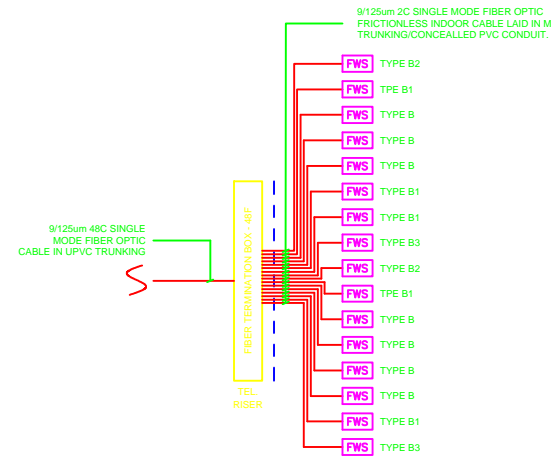 9/125um 2C SINGLE MODE FIBER OPTIC
FRICTIONLESS INDOOR CABLE LAID IN M
TRUNKING/CONCEALLED PVC CONDUIT.
FWS TYPE B2
FWS TPE B1
FWS TYPE B
FWS TYPE B
FWS TYPE B
FWS TYPE B1
FWS TYPE B1
FWS TYPE B3
FWS TYPE B2
FWS TPE B1
FWS TYPE B
FWS TYPE B
FWS TYPE B
FWS TYPE B
FWS TYPE B1
FWS TYPE B3
9/126um 48C SINGLE
MODE FIBER OPTIC
CABLE IN UPVC TRUNKING
FIBER TERMINATION BOX - 48F
TEL.
RISER